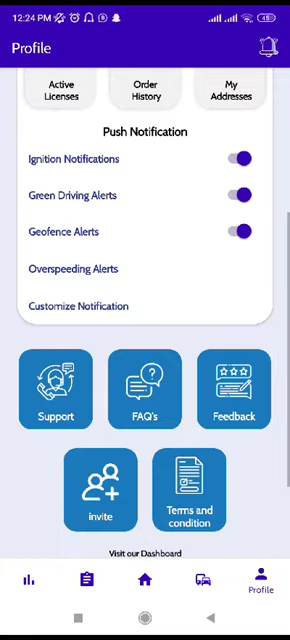 12:24 PM
45
Profile
Active
Licenses
Order
History
My
Addresses
Push Notification
Ignition Notifications
Green Driving Alerts
Geofence Alerts
Overspeeding Alerts
Customize Notification
Support
FAQ's
Feedback
invite
Terms and
condition
Visit our Dashboard
Profile